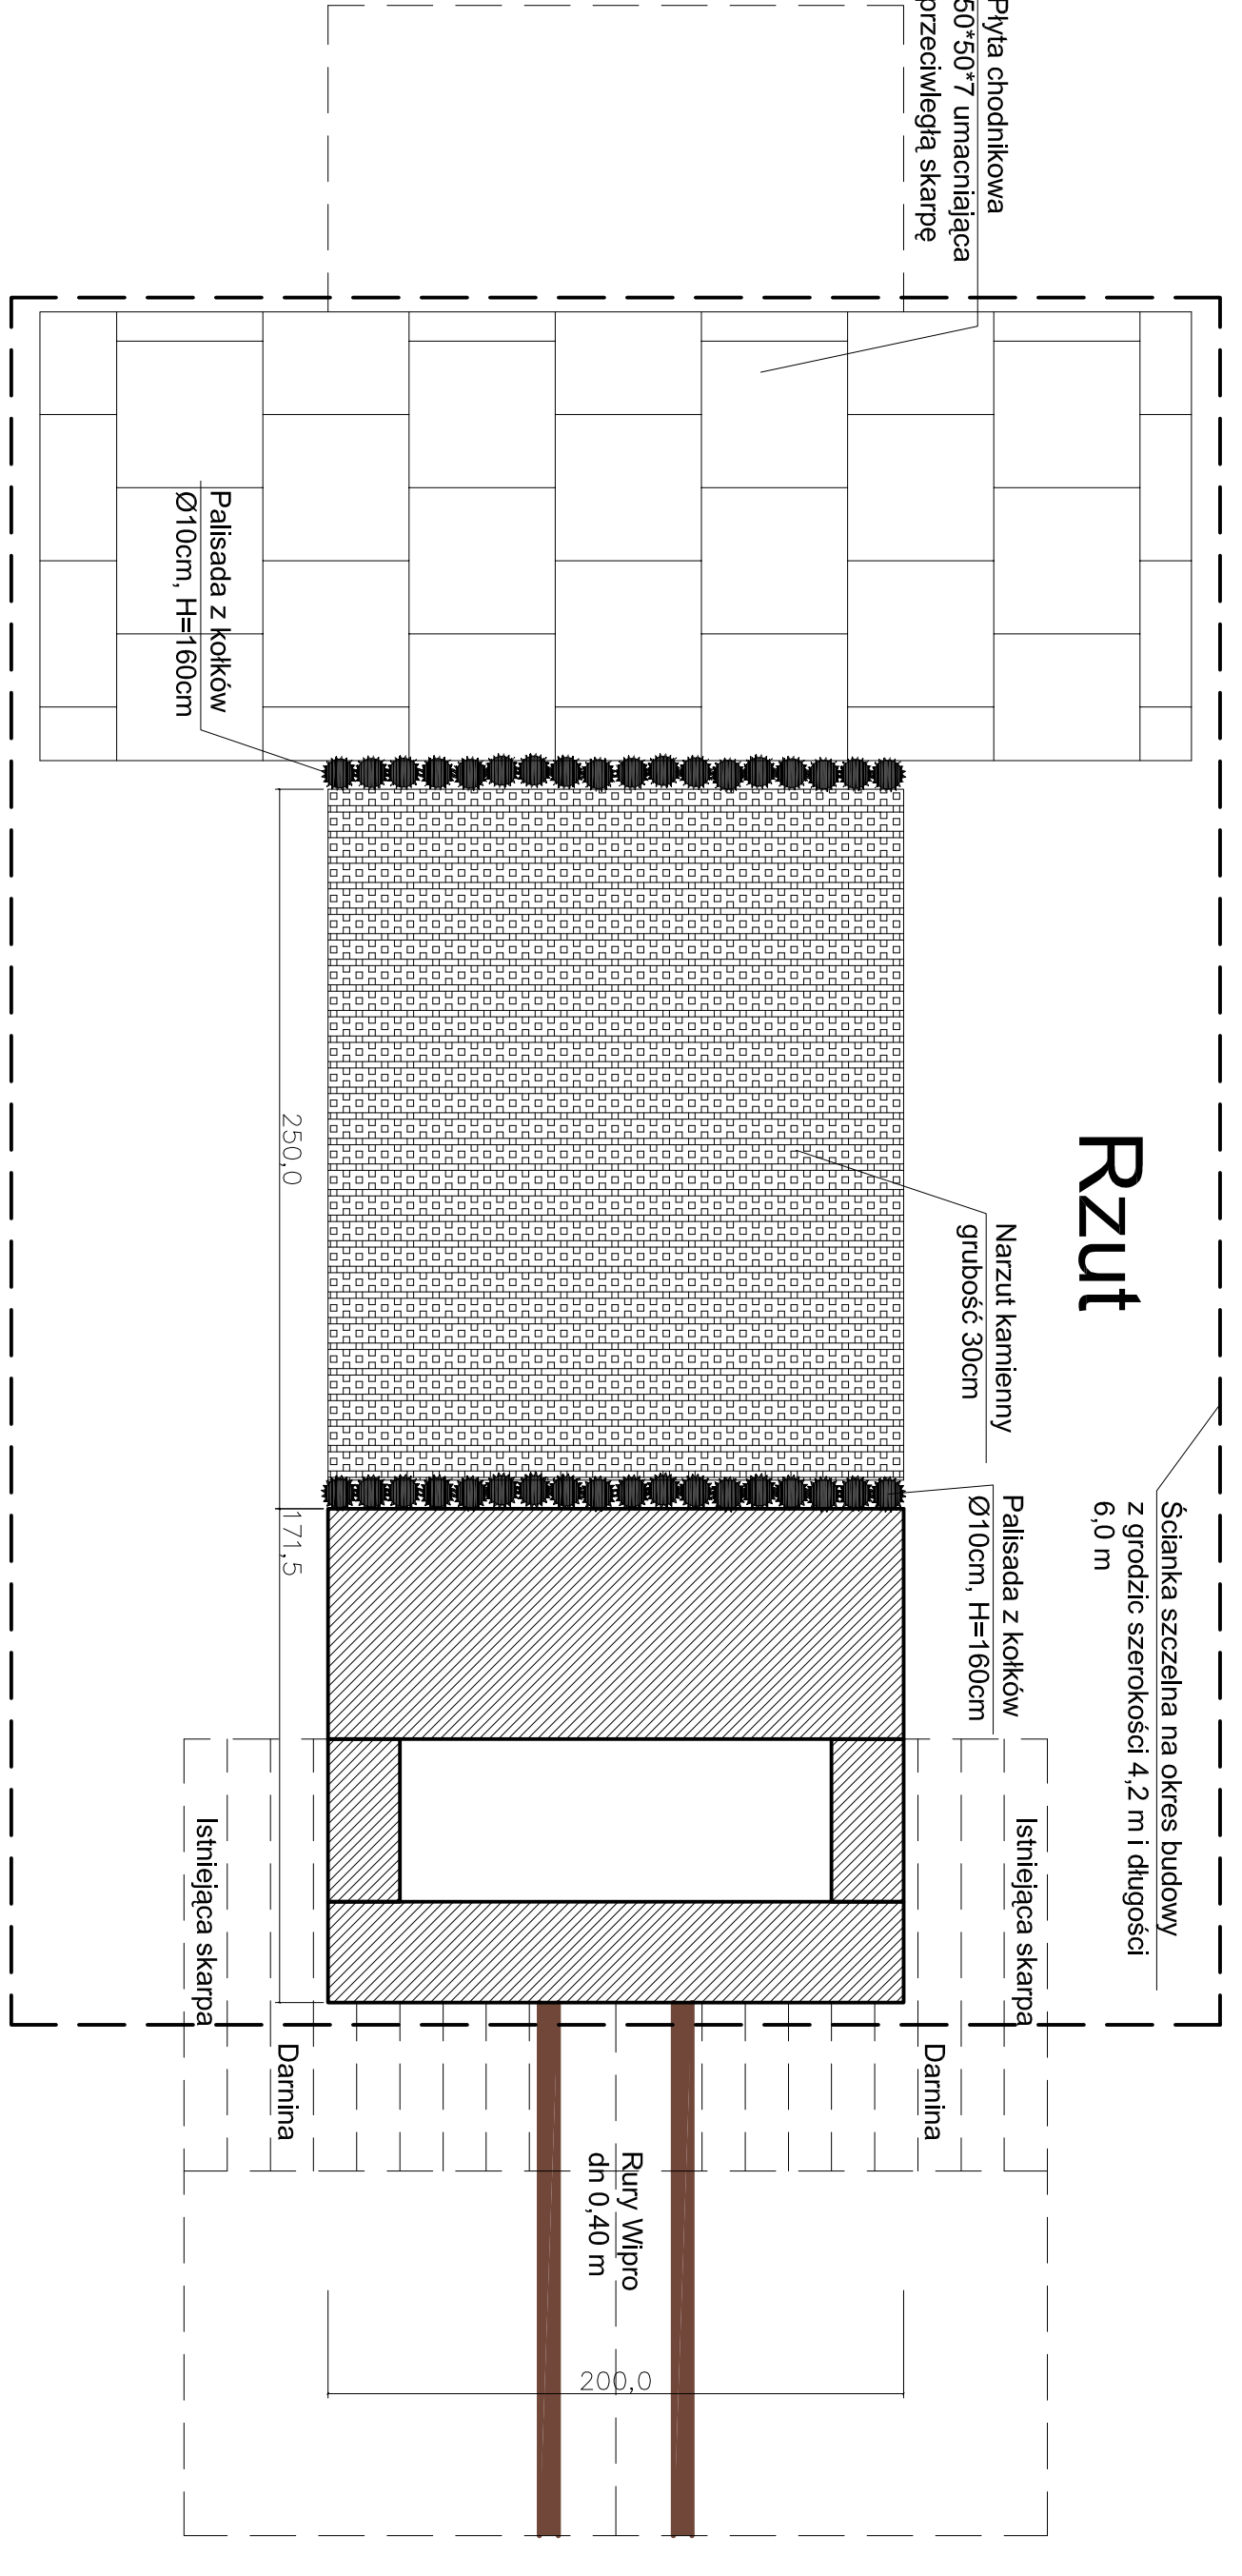 Rzut
Ścianka szczelna na okres budowy
z grodzic szerokości 4,2 m i długości
6,0 m
Płyta chodnikowa
50*50*7 umacniająca
przeciwległą skarpę
Narzut kamienny
grubość 30cm
Palisada z kołków
Ø10cm, H=160cm
Istniejąca skarpa
Darnina
Rury Wipro
dn 0,40 m
200,0
250,0
171,5
Darnina
Palisada z kołków
Ø10cm, H=160cm
Istniejąca skarpa